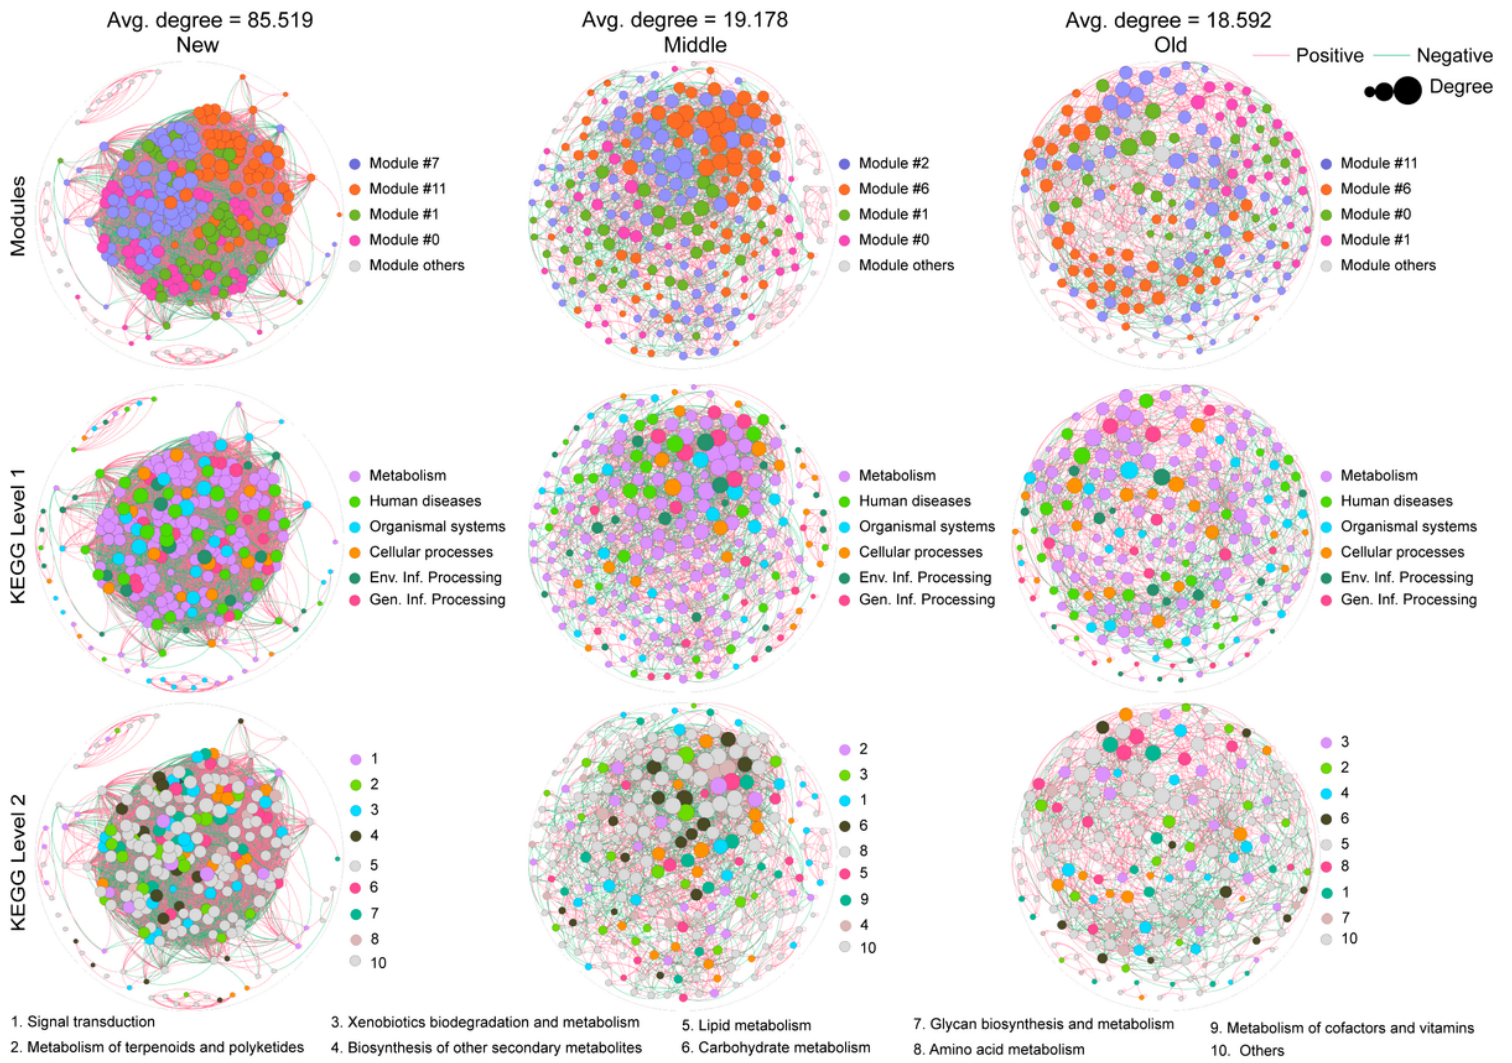 Avg. degree = 85.519
New
Avg. degree = 19.178
Middle
Avg. degree = 18.592
Old
Positive
Negative
Degree
Modules
Module #7
Module #11
Module #1
Module #0
Module others
Module #2
Module #6
Module #1
Module #0
Module others
Module #11
Module #6
Module #0
Module #1
Module others
KEGG Level 1
Metabolism
Human diseases
Organismal systems
Cellular processes
Env. Inf. Processing
Gen. Inf. Processing
Metabolism
Human diseases
Organismal systems
Cellular processes
Env. Inf. Processing
Gen. Inf. Processing
Metabolism
Human diseases
Organismal systems
Cellular processes
Env. Inf. Processing
Gen. Inf. Processing
KEGG Level 2
1
2
3
4
5
6
7
8
10
2
3
1
6
8
5
9
4
10
3
2
4
6
5
8
1
7
10
1. Signal transduction
2. Metabolism of terpenoids and polyketides
3. Xenobiotics biodegradation and metabolism
4. Biosynthesis of other secondary metabolites
5. Lipid metabolism
6. Carbohydrate metabolism
7. Glycan biosynthesis and metabolism
8. Amino acid metabolism
9. Metabolism of cofactors and vitamins
10. Others